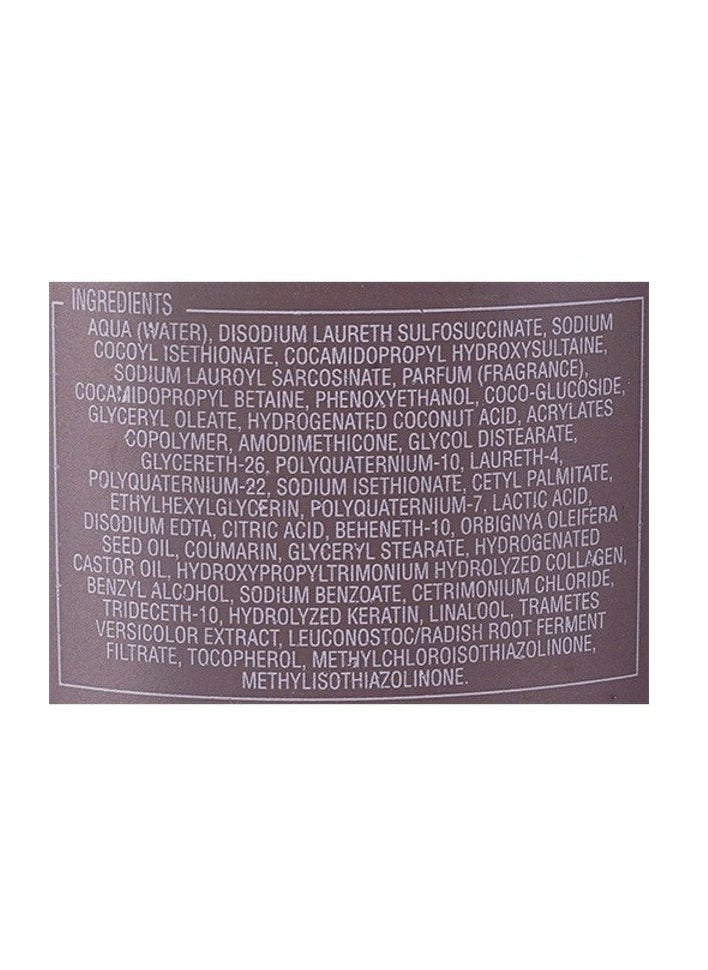 INGREDIENTS
AQUA (WATER), DISODIUM LAURETH SULFOSUCCINATE, SODIUM
COCOYL ISETHIONATE, COCAMIDOPROPYL HYDROXYSULTAINE,
SODIUM LAUROYL SARCOSINATE, PARFUM (FRAGRANCE),
COCAMIDOPROPYL BETAINE, PHENOXYETHANOL, COCO-GLUCOSIDE,
GLYCERYL OLEATE, HYDROGENATED COCONUT ACID, ACRYLATES
COPOLYMER, AMODIMETHICONE, GLYCOL DISTEARATE,
GLYCERETH-26, POLYQUATERNIUM-10, LAURETH-4,
POLYQUATERNIUM-22, SODIUM ISETHIONATE, CETYL PALMITATE,
ETHYLHEXYLGLYCERIN, POLYQUATERNIUM-7, LACTIC ACID,
DISODIUM EDTA, CITRIC ACID, BEHENETH-10, ORBIGNYA OLEIFERA
SEED OIL, COUMARIN, GLYCERYL STEARATE, HYDROGENATED
CASTOR OIL, HYDROXYPROPYLTRIMONIUM HYDROLYZED COLLAGEN,
BENZYL ALCOHOL, SODIUM BENZOATE, CETRIMONIUM CHLORIDE,
TRIDECETH-10, HYDROLYZED KERATIN, LINALOOL, TRAMETES
VERSICOLOR EXTRACT, LEUCONOSTOC/RADISH ROOT FERMENT
FILTRATE, TOCOPHEROL, METHYLCHLOROISOTHIAZOLINONE,
METHYLISOTHIAZOLINONE.